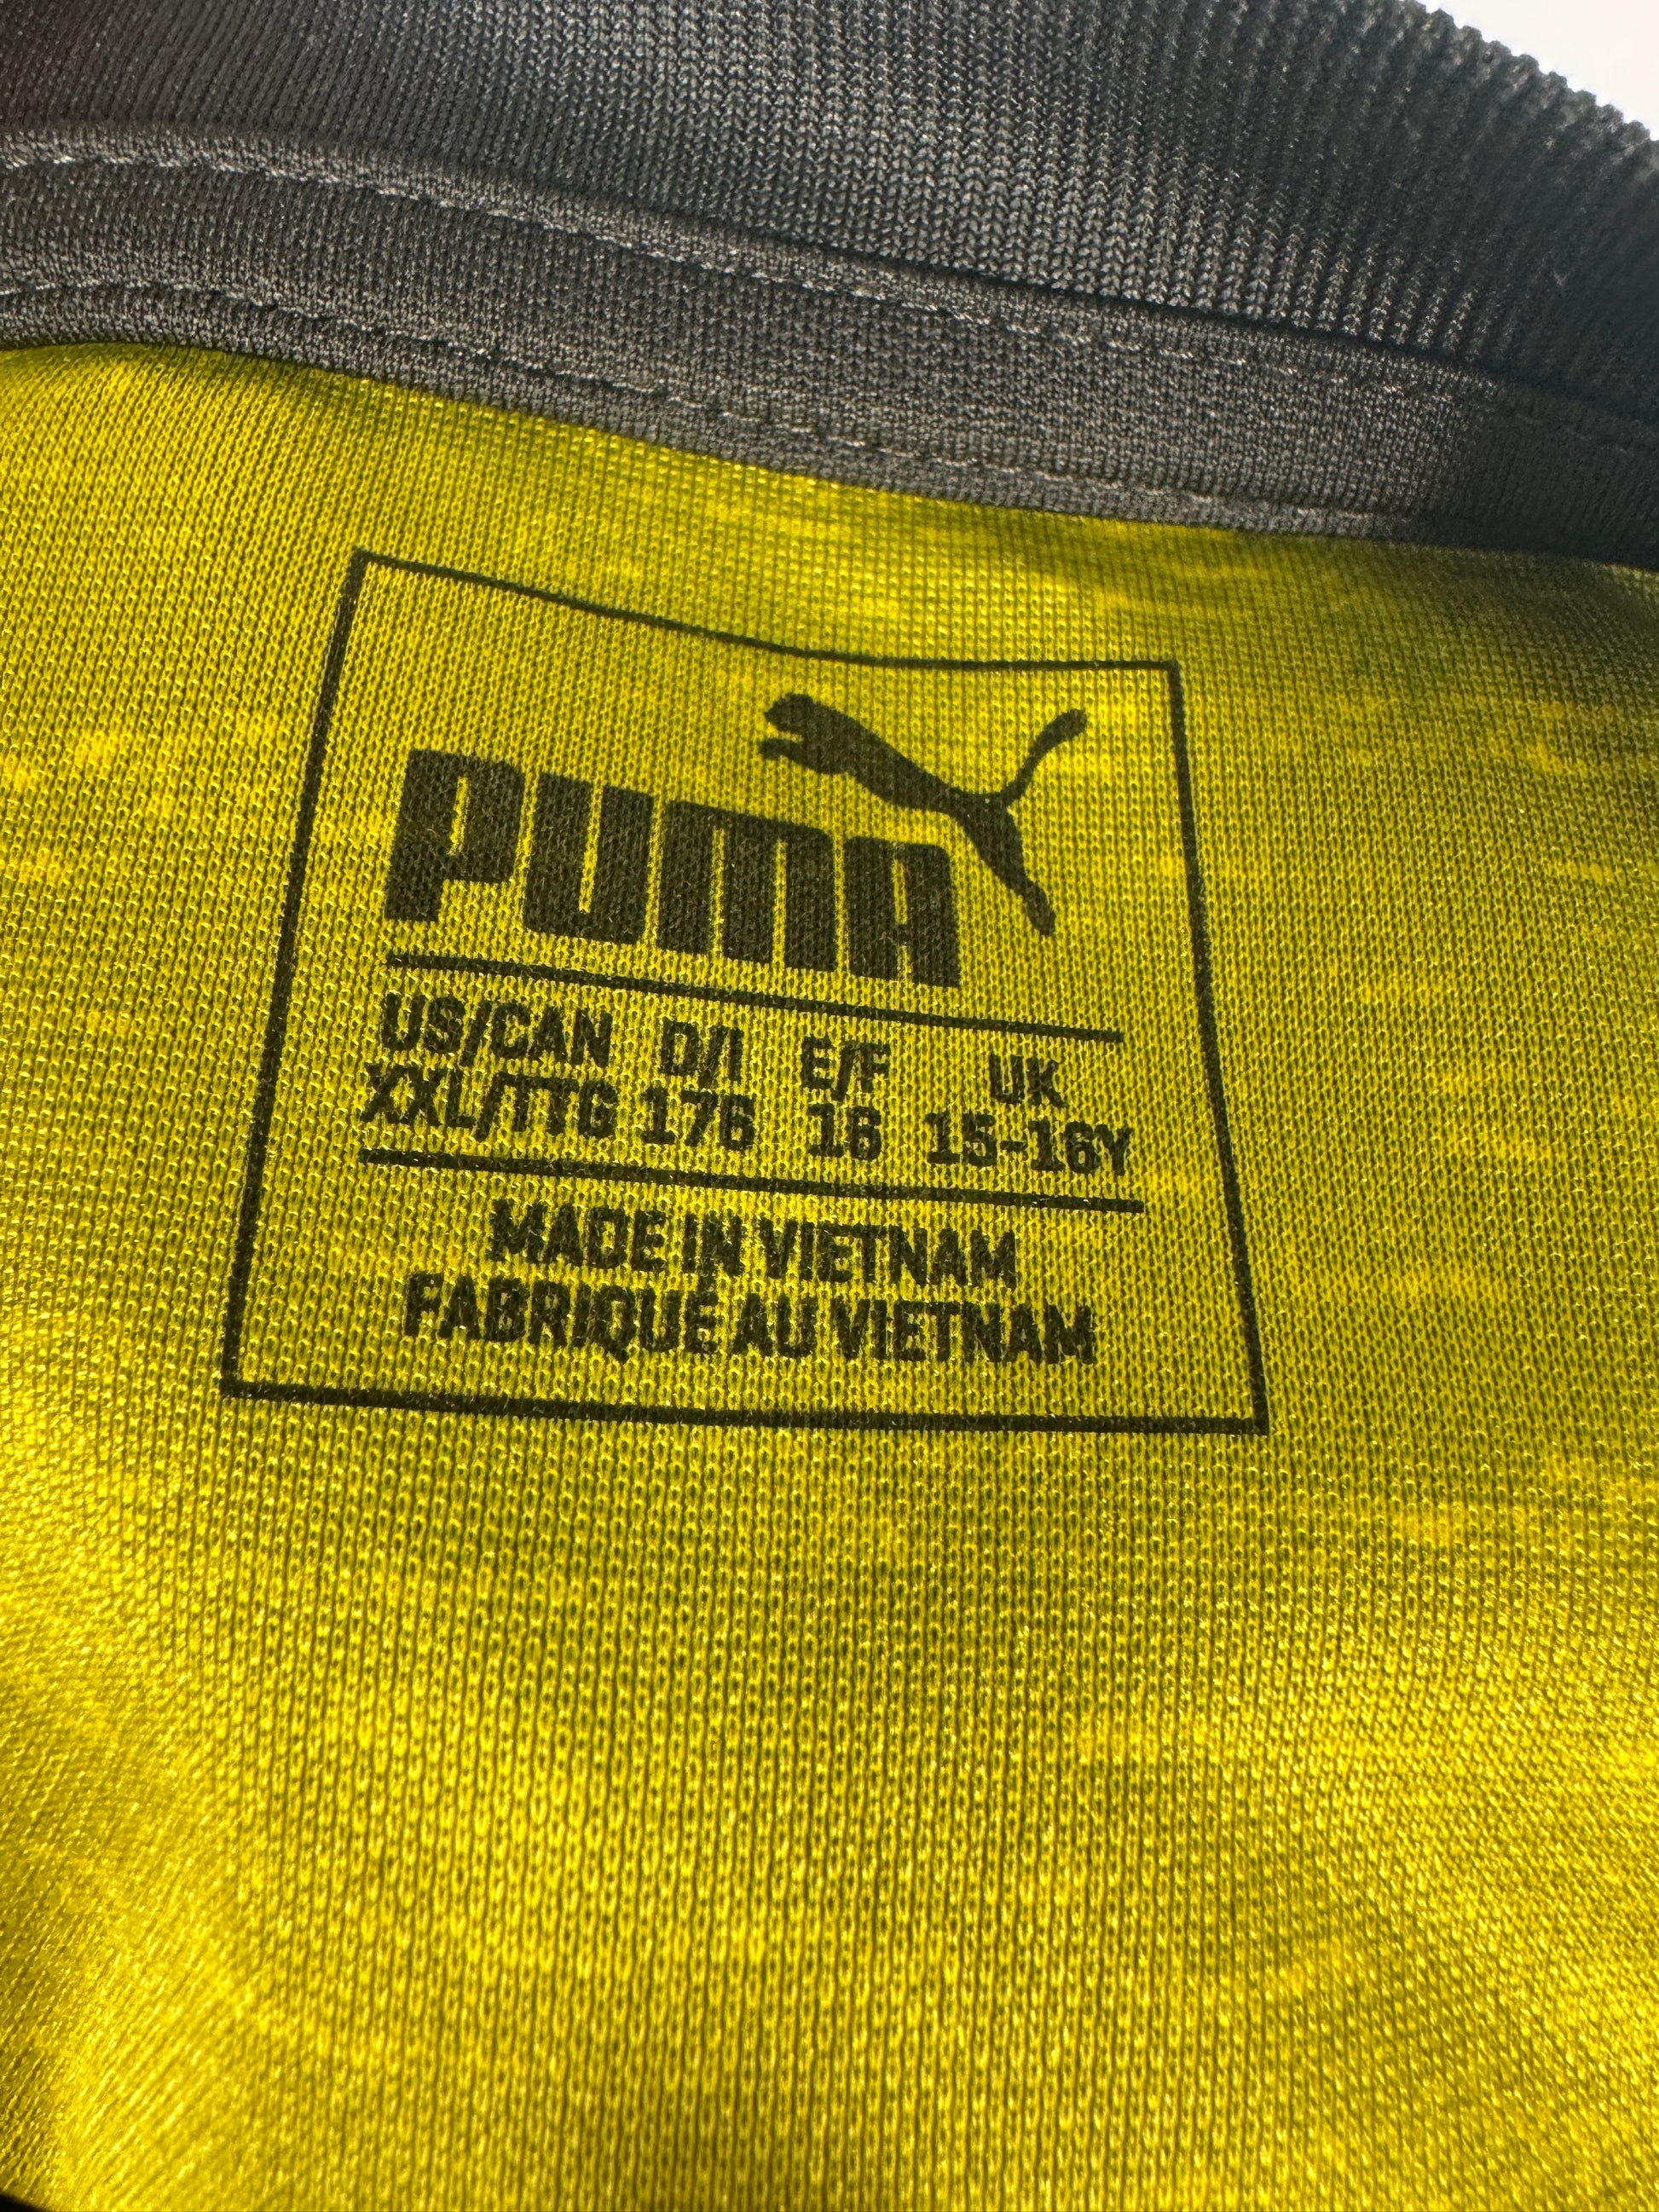 PUMA
US/CAN D/I E/F UK
XXL/TTG 176 16 15-16Y
MADE IN VIETNAM
FABRIQUÉ AU VIETNAM